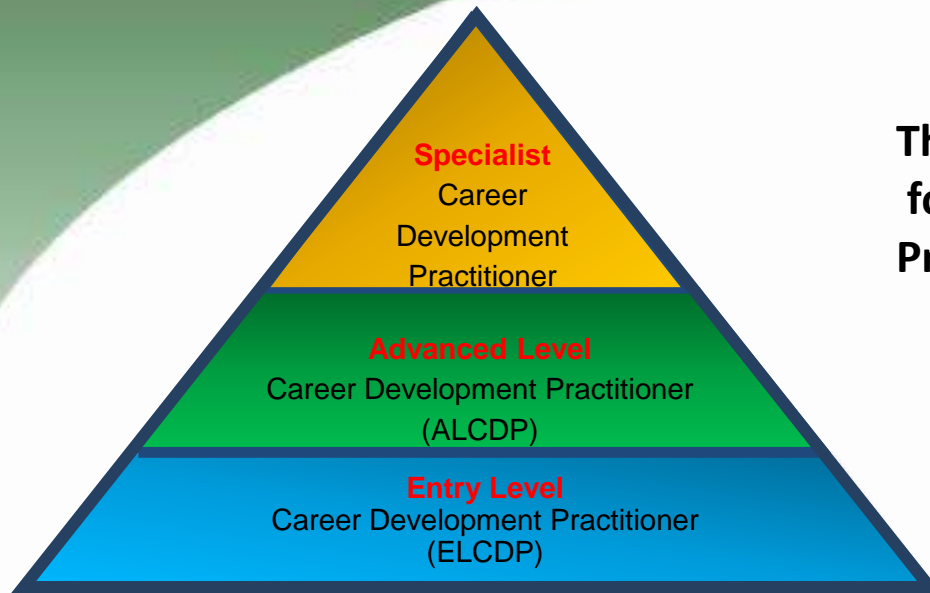 Specialist
Career
Development
Practitioner
Advanced Level
Career Development Practitioner
(ALCDP)
Entry Level
Career Development Practitioner
(ELCDP)